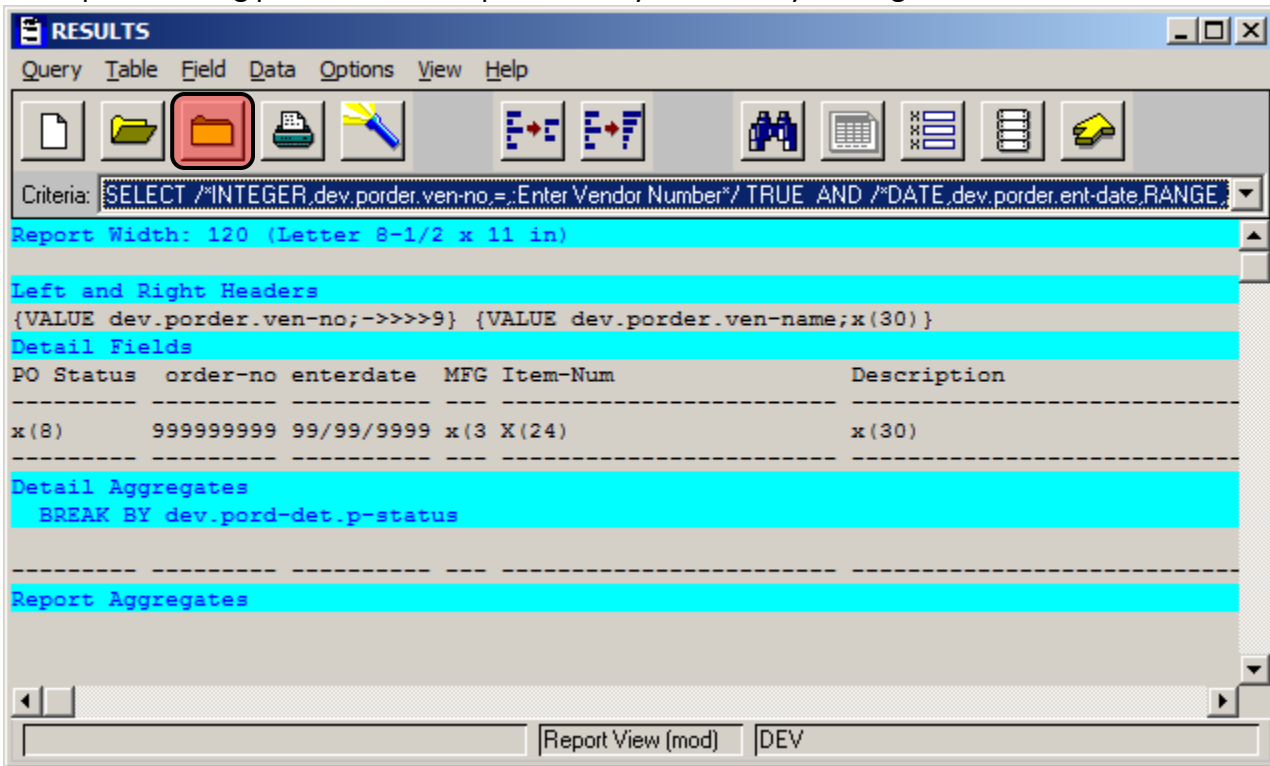 RESULTS
Query Table Field Data Options View Help
Criteria: SELECT /*INTEGER,dev.porder.ven-no,=,:Enter Vendor Number*/ TRUE AND /*DATE,dev.porder.ent-date,RANGE,
Report Width: 120 (Letter 8-1/2 x 11 in)
Left and Right Headers
{VALUE dev.porder.ven-no;->>>>9} {VALUE dev.porder.ven-name;x(30)}
Detail Fields
PO Status order-no enterdate MFG Item-Num Description
--------- --------- ---------- --- ------------------------ ----------------------------
x(8) 999999999 99/99/9999 x(3 X(24) x(30)
--------- --------- ---------- --- ------------------------ ----------------------------
Detail Aggregates
BREAK BY dev.pord-det.p-status
--------- --------- ---------- --- ------------------------ ----------------------------
Report Aggregates
Report View (mod) DEV